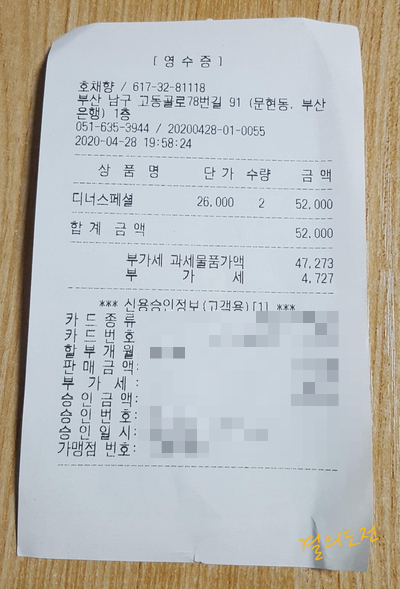 [ 영 수 증 ]
호채향 / 617-32-81118
부산 남구 고동골로78번길 91 (문현동. 부산
은행) 1층
051-635-3944 / 20200428-01-0055
2020-04-28 19:58:24
상 품 명 단 가 수량 금 액
디너스페셜 26,000 2 52,000
합 계 금 액 52,000
부가세 과세물품가액 47,273
부 가 세 4,727
*** 신용승인정보(고객용)[1] ***
카 드 종 류
카 드 번 호
할 부 개 월
판 매 금 액:
부 가 세 :
승 인 금 액:
승 인 번 호:
승 인 일 시:
가맹점 번호:
결의도전